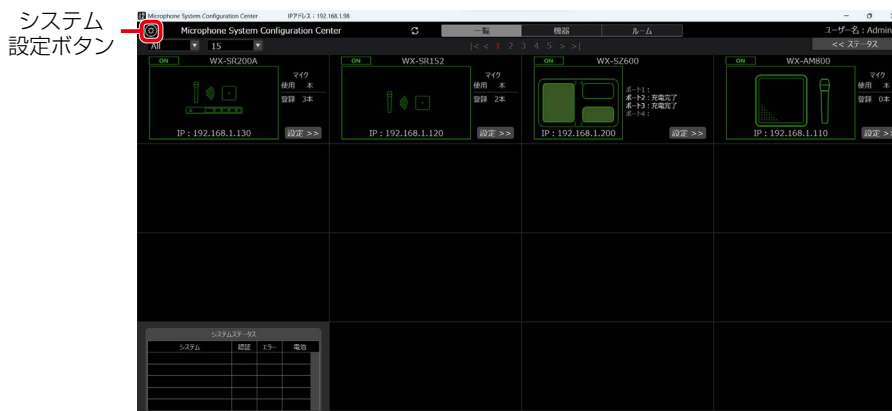 システム
設定ボタン
Microphone System Configuration Center IPアドレス : 192.168.1.98
Microphone System Configuration Center 一覧 機器 ルーム ユーザー名 : Admin
All 15 |< < 1 2 3 4 5 > >| << ステータス
ON WX-SR200A
マイク
使用 本
登録 3本
IP : 192.168.1.130 設定 >>
ON WX-SR152
マイク
使用 本
登録 2本
IP : 192.168.1.120 設定 >>
ON WX-SZ600
ポート1 :
ポート2 : 充電完了
ポート3 : 充電完了
ポート4 :
IP : 192.168.1.200 設定 >>
ON WX-AM800
マイク
使用 本
登録 0本
IP : 192.168.1.110 設定 >>
システムステータス
システム 認証 エラー 電池